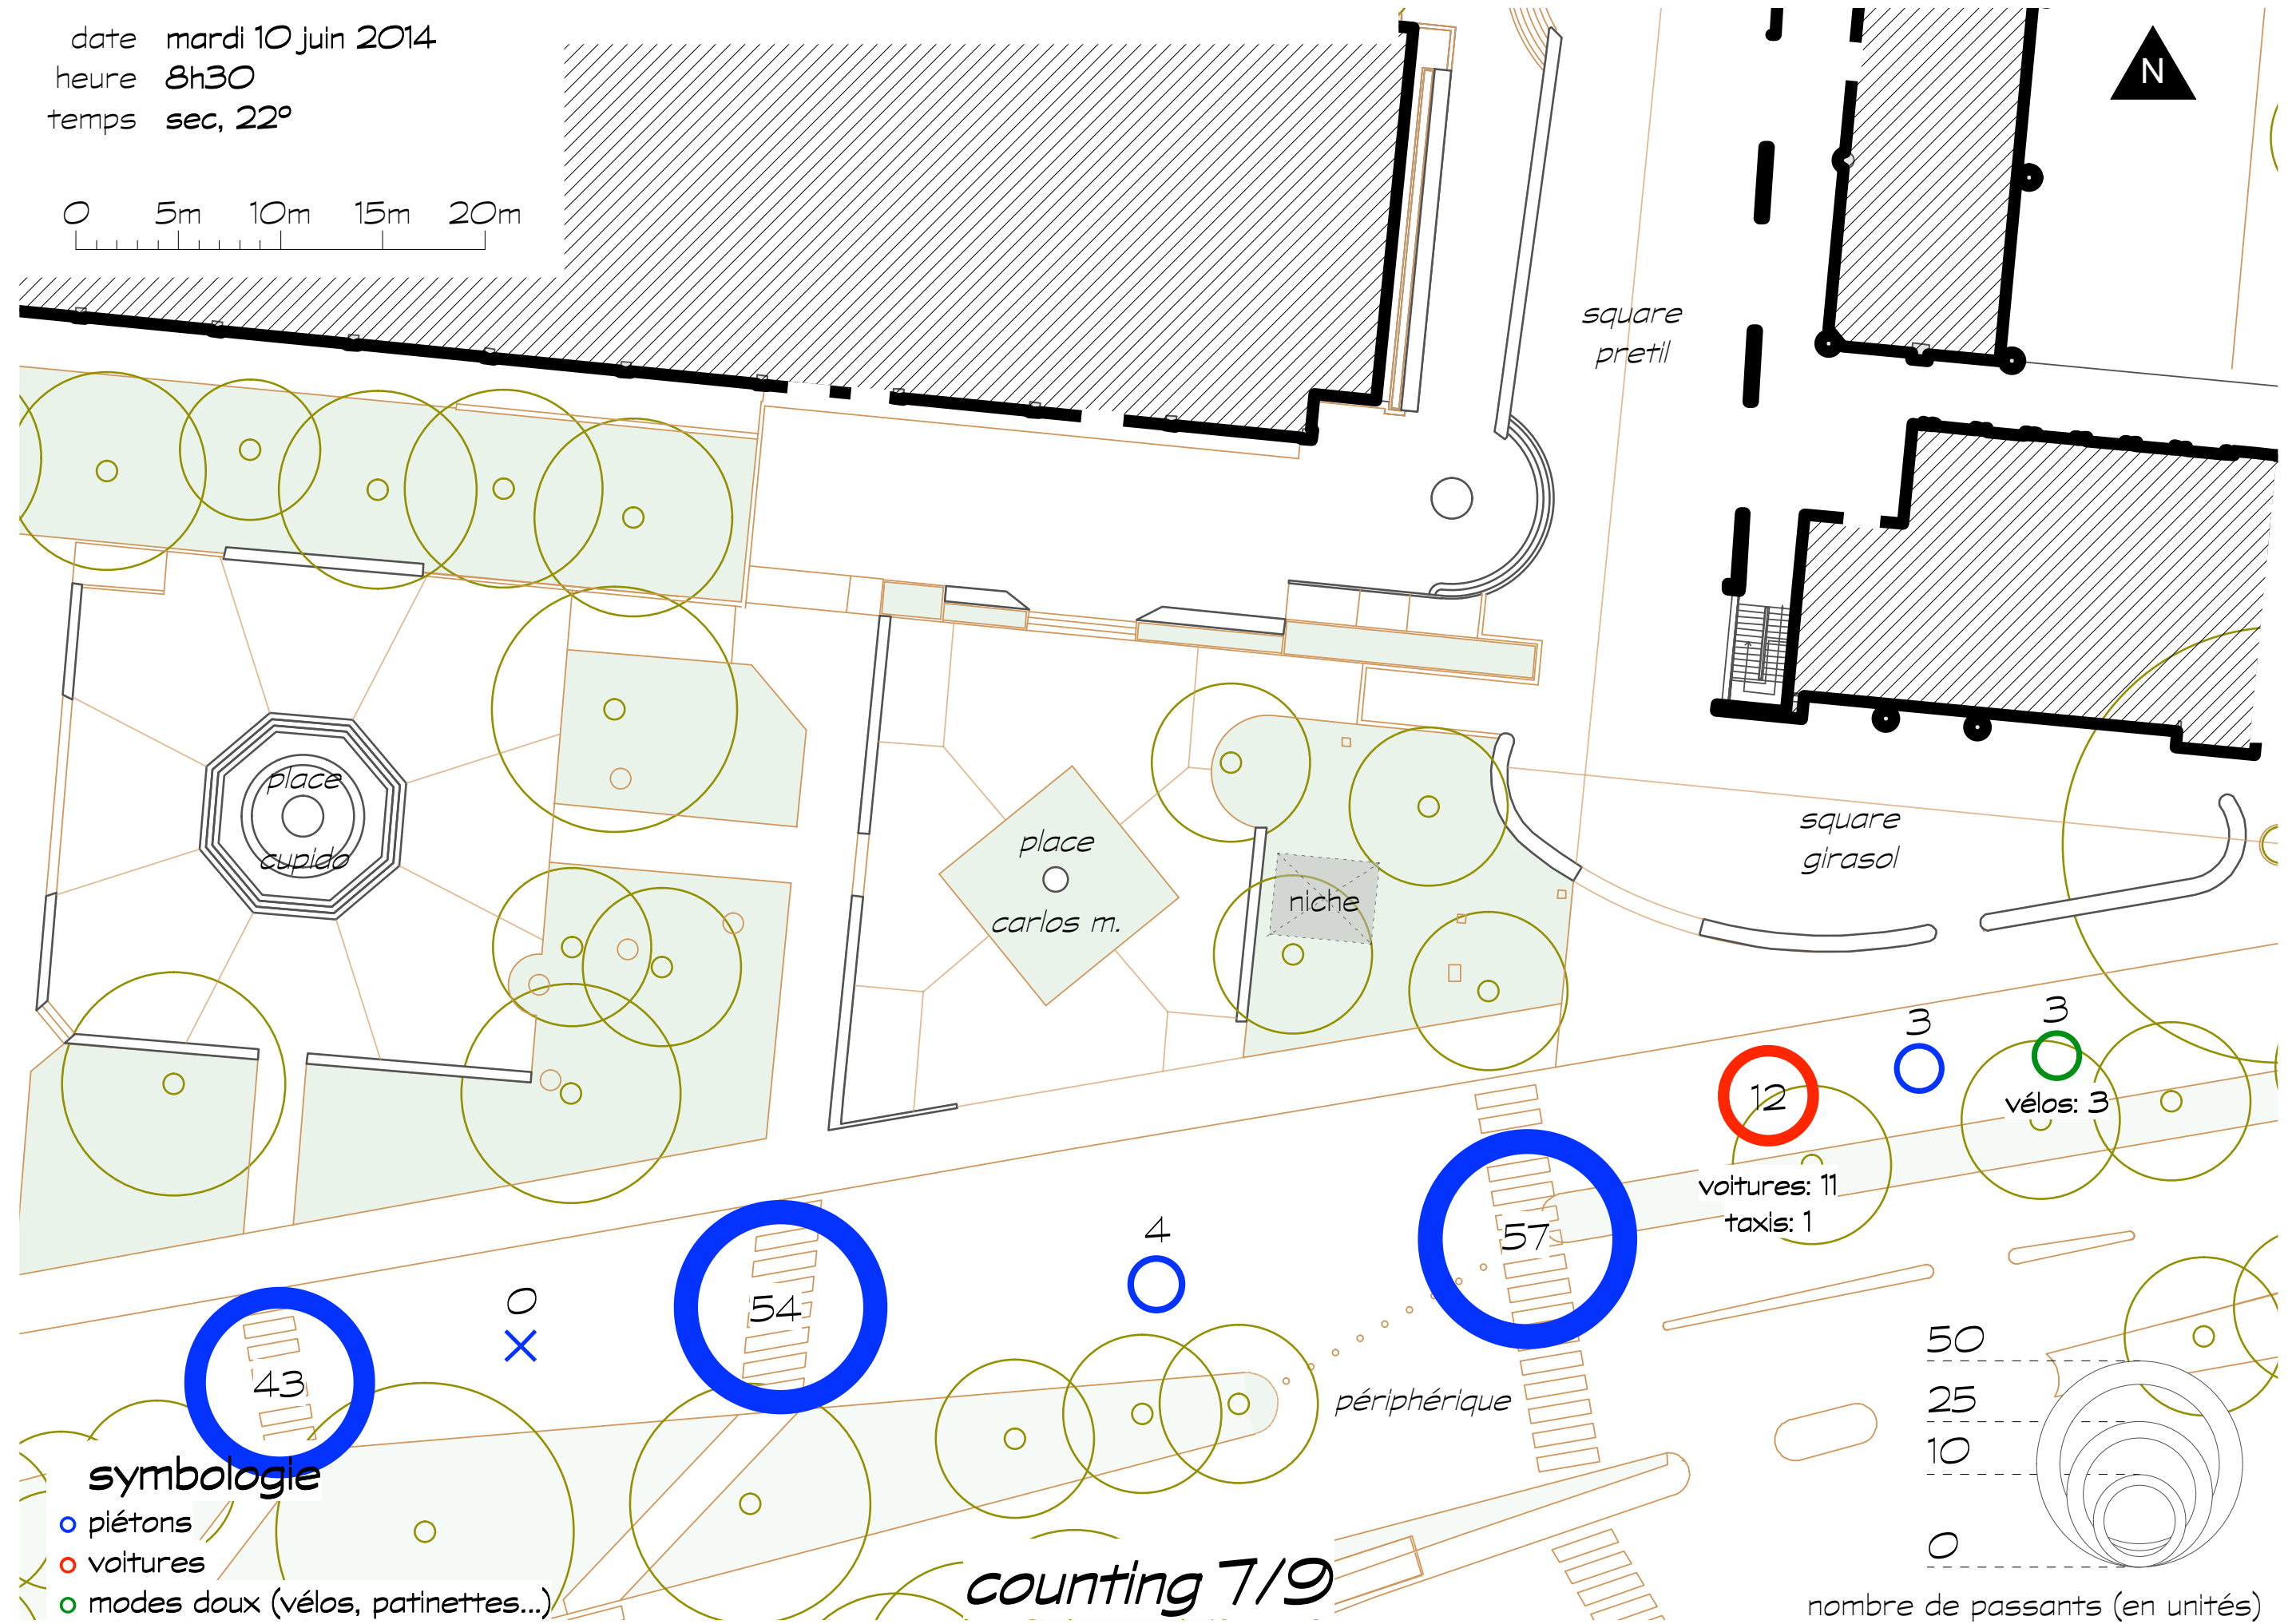 date mardi 10 juin 2014
heure 8h30
temps sec, 22°
0 5m 10m 15m 20m
N
square
pretil
place
cupido
place
carlos m.
niche
square
girasol
3
3
12
vélos: 3
voitures: 11
taxis: 1
57
4
54
0
43
périphérique
symbologie
piétons
voitures
modes doux (vélos, patinettes...)
counting 7/9
50
25
10
0
nombre de passants (en unités)